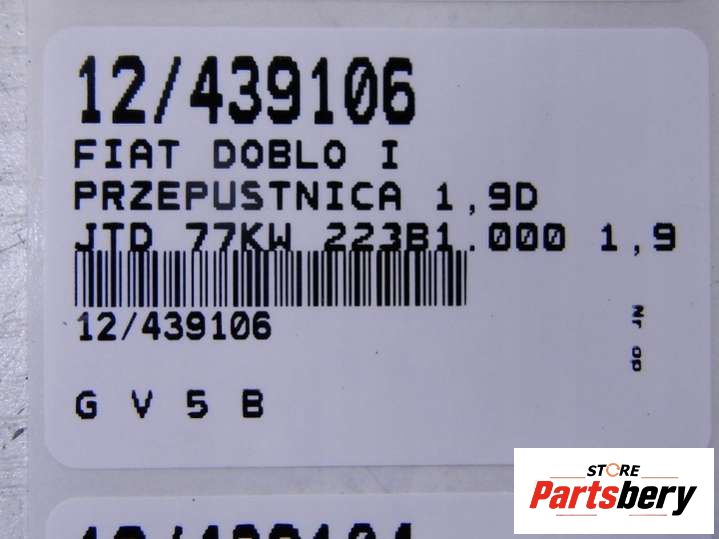 12/439106
FIAT DOBLO I
PRZEPUSTNICA 1,9D
JTD 77KW 223B1.000 1,9
12/439106
Nr op
G V 5 B
STORE
Partsbery